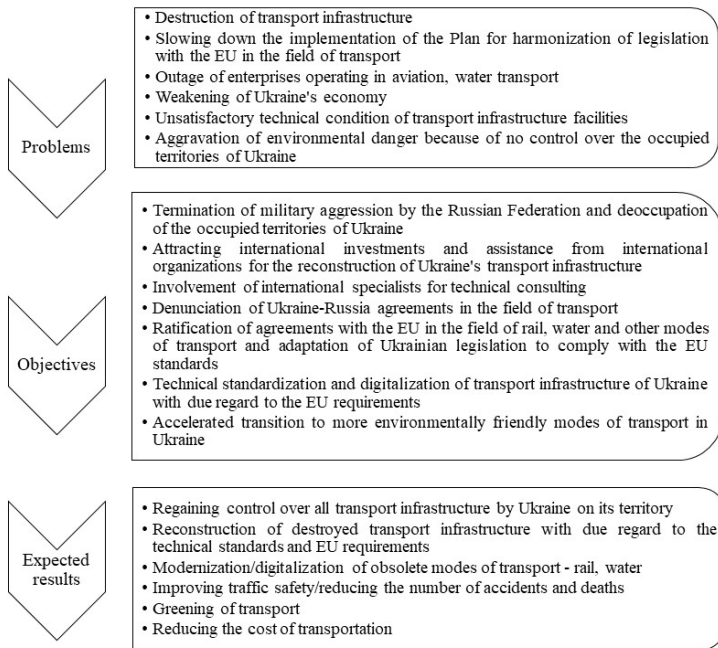 • Destruction of transport infrastructure
• Slowing down the implementation of the Plan for harmonization of legislation
with the EU in the field of transport
• Outage of enterprises operating in aviation, water transport
• Weakening of Ukraine's economy
• Unsatisfactory technical condition of transport infrastructure facilities
• Aggravation of environmental danger because of no control over the occupied
territories of Ukraine
Problems
• Termination of military aggression by the Russian Federation and deoccupation
of the occupied territories of Ukraine
• Attracting international investments and assistance from international
organizations for the reconstruction of Ukraine's transport infrastructure
• Involvement of international specialists for technical consulting
• Denunciation of Ukraine-Russia agreements in the field of transport
• Ratification of agreements with the EU in the field of rail, water and other modes
of transport and adaptation of Ukrainian legislation to comply with the EU
standards
• Technical standardization and digitalization of transport infrastructure of Ukraine
with due regard to the EU requirements
• Accelerated transition to more environmentally friendly modes of transport in
Ukraine
Objectives
• Regaining control over all transport infrastructure by Ukraine on its territory
• Reconstruction of destroyed transport infrastructure with due regard to the
technical standards and EU requirements
• Modernization/digitalization of obsolete modes of transport - rail, water
• Improving traffic safety/reducing the number of accidents and deaths
• Greening of transport
• Reducing the cost of transportation
Expected
results